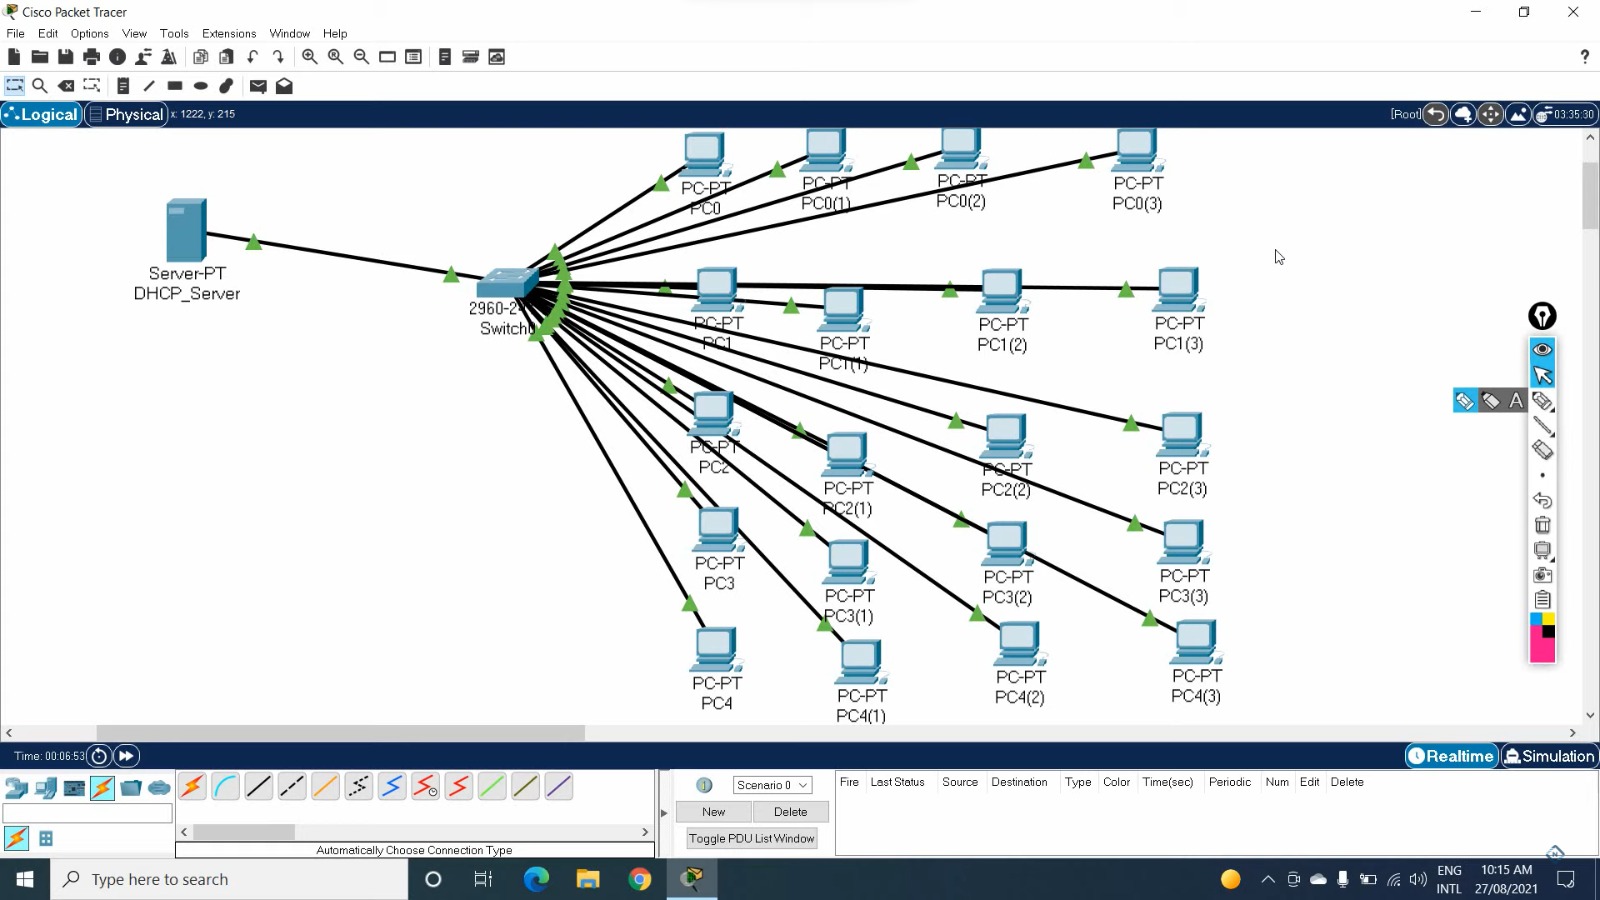 Cisco Packet Tracer
File Edit Options View Tools Extensions Window Help
?
Logical Physical x: 1222, y: 215 [Root] 03:35:30
PC-PT
PC0
PC-PT
PC0(1)
PC-PT
PC0(2)
PC-PT
PC0(3)
Server-PT
DHCP_Server
2960-2
Switch0
PC-PT
PC1
PC-PT
PC1(1)
PC-PT
PC1(2)
PC-PT
PC1(3)
PC-PT
PC2
PC-PT
PC2(1)
PC-PT
PC2(2)
PC-PT
PC2(3)
PC-PT
PC3
PC-PT
PC3(1)
PC-PT
PC3(2)
PC-PT
PC3(3)
PC-PT
PC4
PC-PT
PC4(1)
PC-PT
PC4(2)
PC-PT
PC4(3)
A
Time: 00:06:53 Realtime Simulation
Scenario 0
New Delete
Toggle PDU List Window
Fire Last Status Source Destination Type Color Time(sec) Periodic Num Edit Delete
Automatically Choose Connection Type
Type here to search
ENG
INTL
10:15 AM
27/08/2021